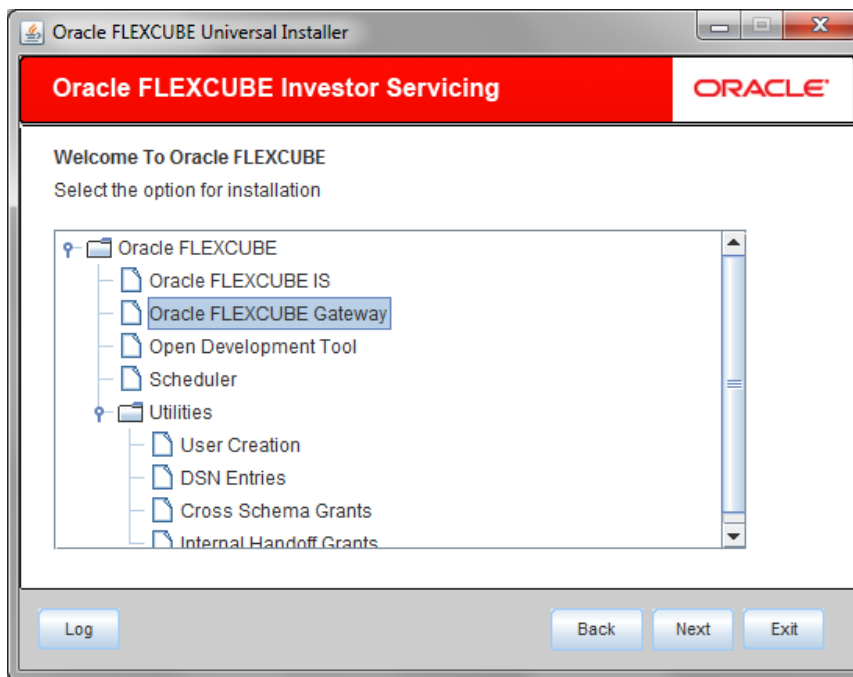 Oracle FLEXCUBE Universal Installer
Oracle FLEXCUBE Investor Servicing
ORACLE
Welcome To Oracle FLEXCUBE
Select the option for installation
Oracle FLEXCUBE
Oracle FLEXCUBE IS
Oracle FLEXCUBE Gateway
Open Development Tool
Scheduler
Utilities
User Creation
DSN Entries
Cross Schema Grants
Internal Handoff Grants
Log Back Next Exit